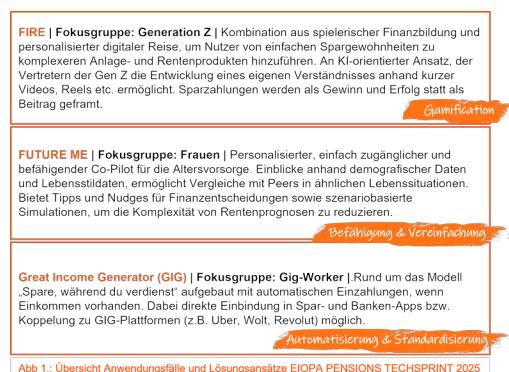 FIRE | Fokusgruppe: Generation Z | Kombination aus spielerischer Finanzbildung und
personalisierter digitaler Reise, um Nutzer von einfachen Spargewohnheiten zu
komplexeren Anlage- und Rentenprodukten hinzuführen. An KI-orientierter Ansatz, der
Vertretern der Gen Z die Entwicklung eines eigenen Verständnisses anhand kurzer
Videos, Reels etc. ermöglicht. Sparzahlungen werden als Gewinn und Erfolg statt als
Beitrag geframt.
Gamification
FUTURE ME | Fokusgruppe: Frauen | Personalisierter, einfach zugänglicher und
befähigender Co-Pilot für die Altersvorsorge. Einblicke anhand demografischer Daten
und Lebensstildaten, ermöglicht Vergleiche mit Peers in ähnlichen Lebenssituationen.
Bietet Tipps und Nudges für Finanzentscheidungen sowie szenariobasierte
Simulationen, um die Komplexität von Rentenprognosen zu reduzieren.
Befähigung & Vereinfachung
Great Income Generator (GIG) | Fokusgruppe: Gig-Worker |.Rund um das Modell
„Spare, während du verdienst“ aufgebaut mit automatischen Einzahlungen, wenn
Einkommen vorhanden. Dabei direkte Einbindung in Spar- und Banken-Apps bzw.
Koppelung zu GIG-Plattformen (z.B. Uber, Wolt, Revolut) möglich.
Automatisierung & Standardisierung
Abb 1.: Übersicht Anwendungsfälle und Lösungsansätze EIOPA PENSIONS TECHSPRINT 2025